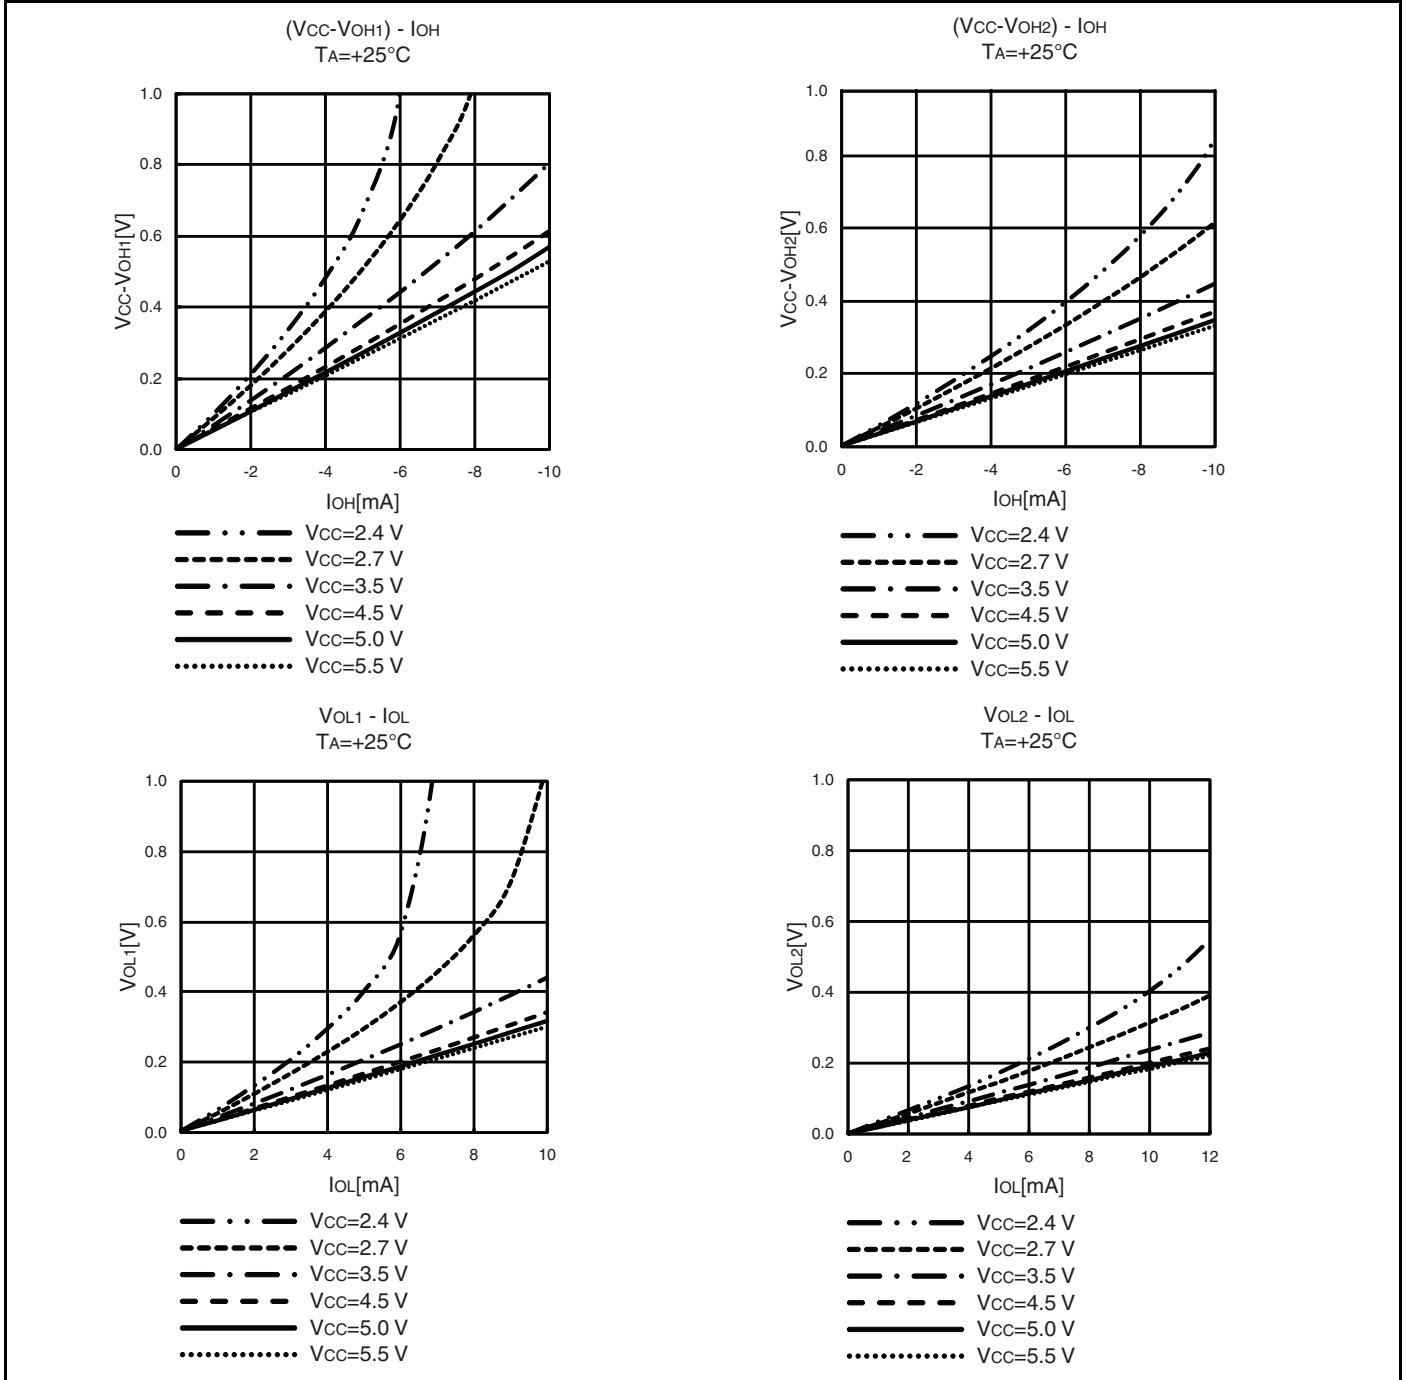 (VCC-VOH1) - IOH
TA=+25°C
1.0
0.8
0.6
0.4
0.2
0.0
VCC-VOH1[V]
0 -2 -4 -6 -8 -10
IOH[mA]
VCC=2.4 V
VCC=2.7 V
VCC=3.5 V
VCC=4.5 V
VCC=5.0 V
VCC=5.5 V
(VCC-VOH2) - IOH
TA=+25°C
1.0
0.8
0.6
0.4
0.2
0.0
VCC-VOH2[V]
0 -2 -4 -6 -8 -10
IOH[mA]
VCC=2.4 V
VCC=2.7 V
VCC=3.5 V
VCC=4.5 V
VCC=5.0 V
VCC=5.5 V
VOL1 - IOL
TA=+25°C
1.0
0.8
0.6
0.4
0.2
0.0
VOL1[V]
0 2 4 6 8 10
IOL[mA]
VCC=2.4 V
VCC=2.7 V
VCC=3.5 V
VCC=4.5 V
VCC=5.0 V
VCC=5.5 V
VOL2 - IOL
TA=+25°C
1.0
0.8
0.6
0.4
0.2
0.0
VOL2[V]
0 2 4 6 8 10 12
IOL[mA]
VCC=2.4 V
VCC=2.7 V
VCC=3.5 V
VCC=4.5 V
VCC=5.0 V
VCC=5.5 V